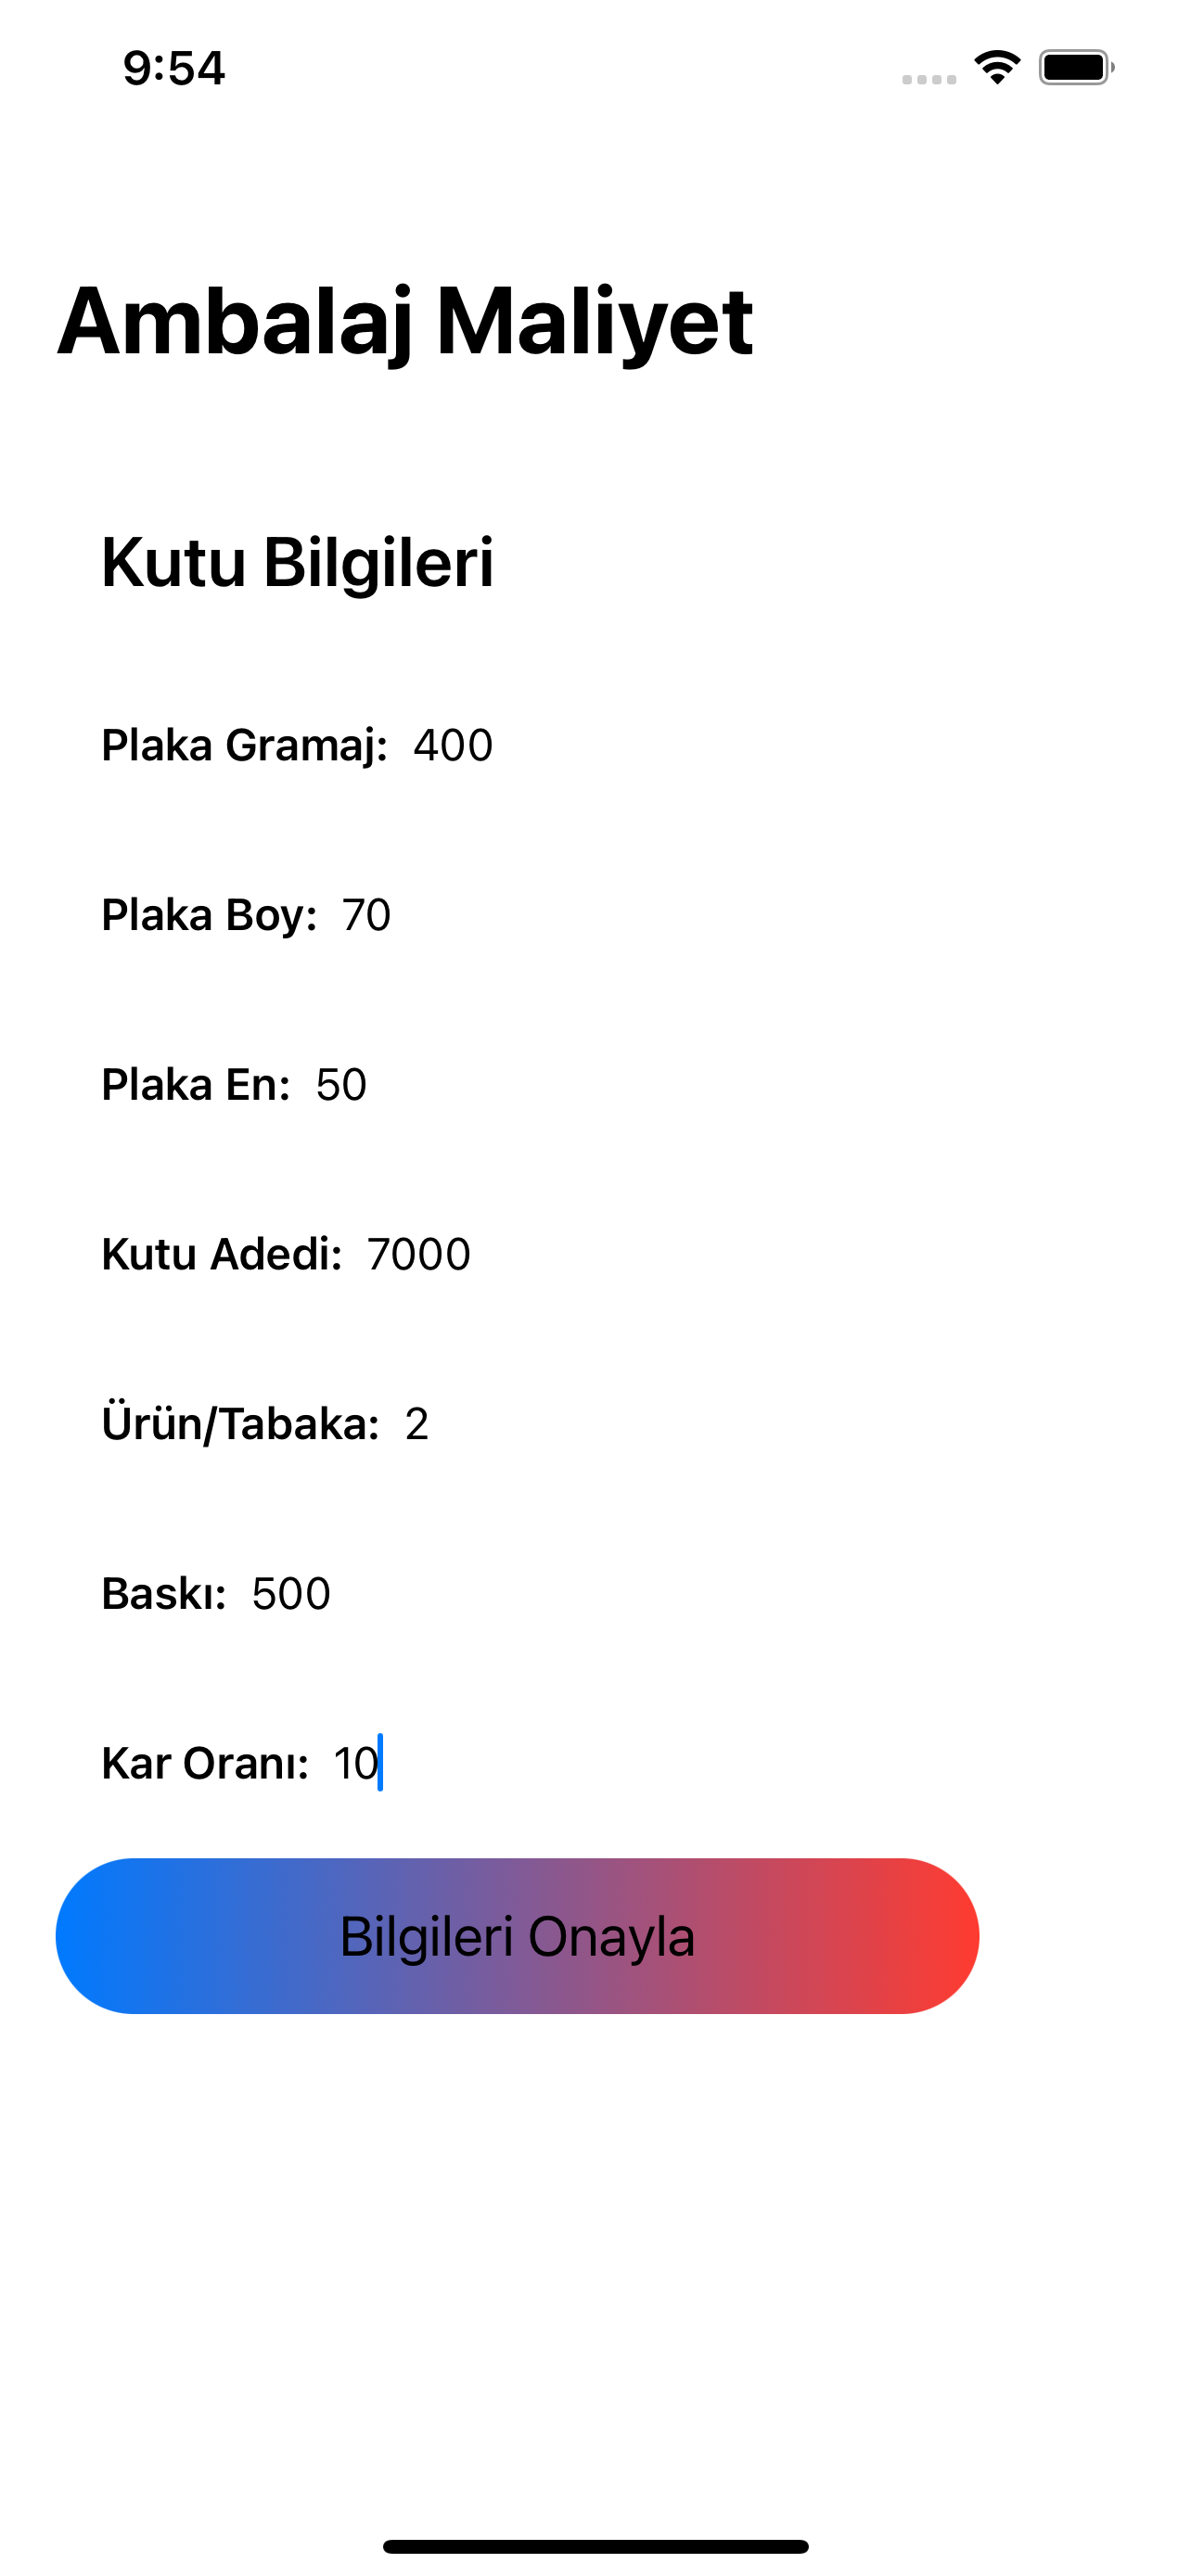 9:54
Ambalaj Maliyet
Kutu Bilgileri
Plaka Gramaj: 400
Plaka Boy: 70
Plaka En: 50
Kutu Adedi: 7000
Ürün/Tabaka: 2
Baskı: 500
Kar Oranı: 10
Bilgileri Onayla